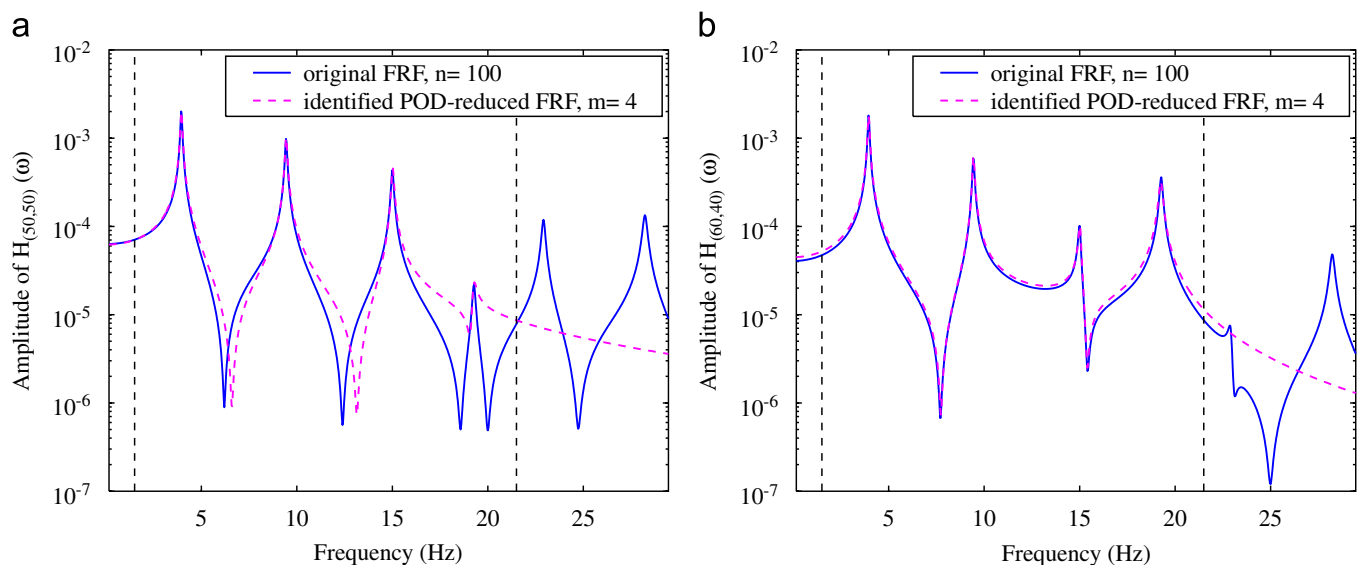 a
Amplitude of H(50,50) (ω)
10-2
10-3
10-4
10-5
10-6
10-7
original FRF, n= 100
identified POD-reduced FRF, m= 4
5 10 15 20 25
Frequency (Hz)
b
Amplitude of H(60,40) (ω)
10-2
10-3
10-4
10-5
10-6
10-7
original FRF, n= 100
identified POD-reduced FRF, m= 4
5 10 15 20 25
Frequency (Hz)